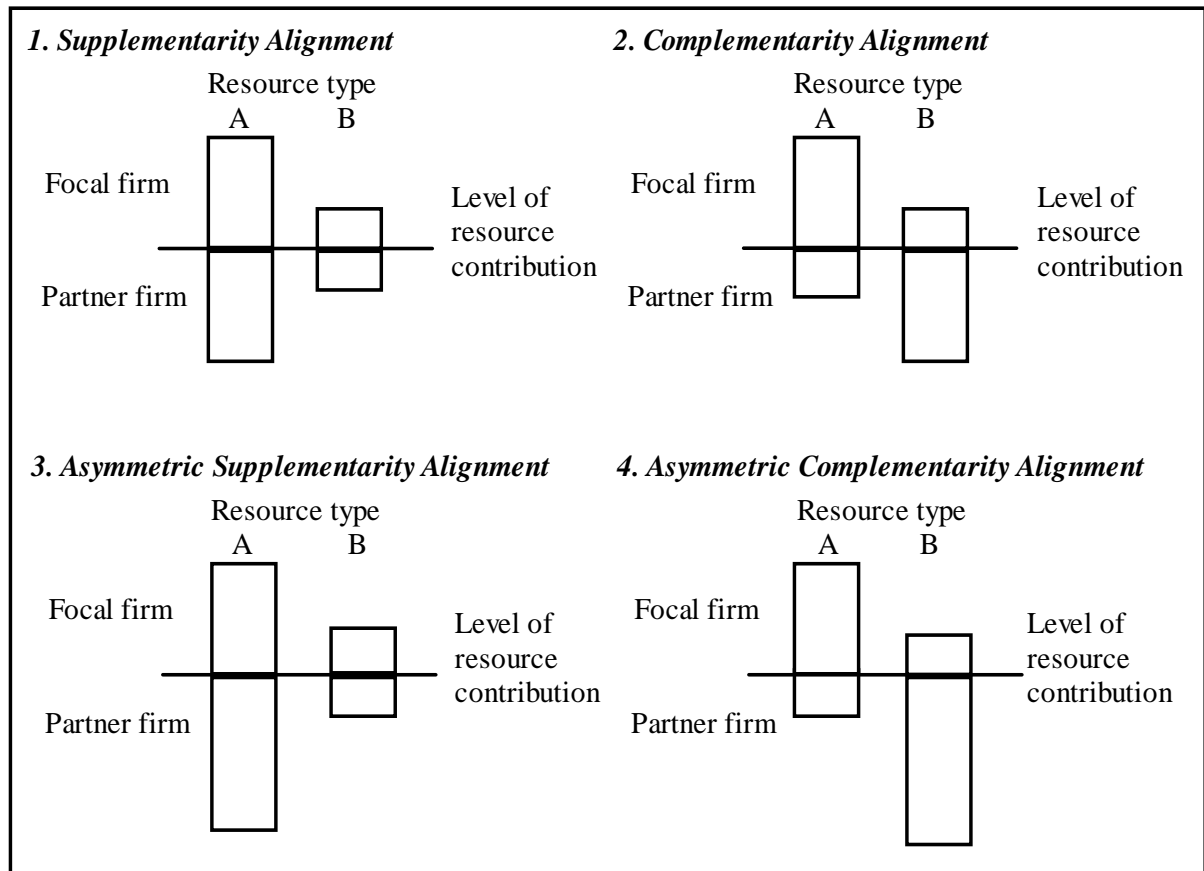 1. Supplementarity Alignment
Resource type
A B
Focal firm
Level of
resource
contribution
Partner firm
2. Complementarity Alignment
Resource type
A B
Focal firm
Level of
resource
contribution
Partner firm
3. Asymmetric Supplementarity Alignment
Resource type
A B
Focal firm
Level of
resource
contribution
Partner firm
4. Asymmetric Complementarity Alignment
Resource type
A B
Focal firm
Level of
resource
contribution
Partner firm